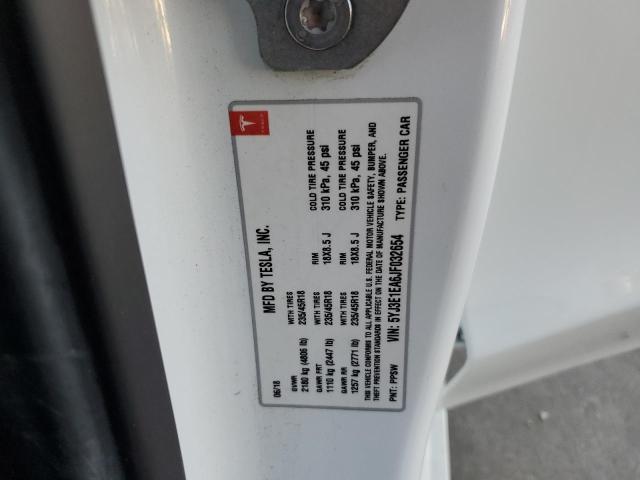 TESLA
MFD BY TESLA, INC.
06/18
GVWR WITH TIRES RIM COLD TIRE PRESSURE
2180 kg (4806 lb) 235/45R18 18X8.5 J 310 kPa, 45 psi
GAWR FRT WITH TIRES RIM COLD TIRE PRESSURE
1110 kg (2447 lb) 235/45R18 18X8.5 J 310 kPa, 45 psi
GAWR RR
1257 kg (2771 lb) 235/45R18
THIS VEHICLE CONFORMS TO ALL APPLICABLE U.S. FEDERAL MOTOR VEHICLE SAFETY, BUMPER, AND
THEFT PREVENTION STANDARDS IN EFFECT ON THE DATE OF MANUFACTURE SHOWN ABOVE.
VIN: 5YJ3E1EA6JF032654 TYPE: PASSENGER CAR
PNT: PPSW